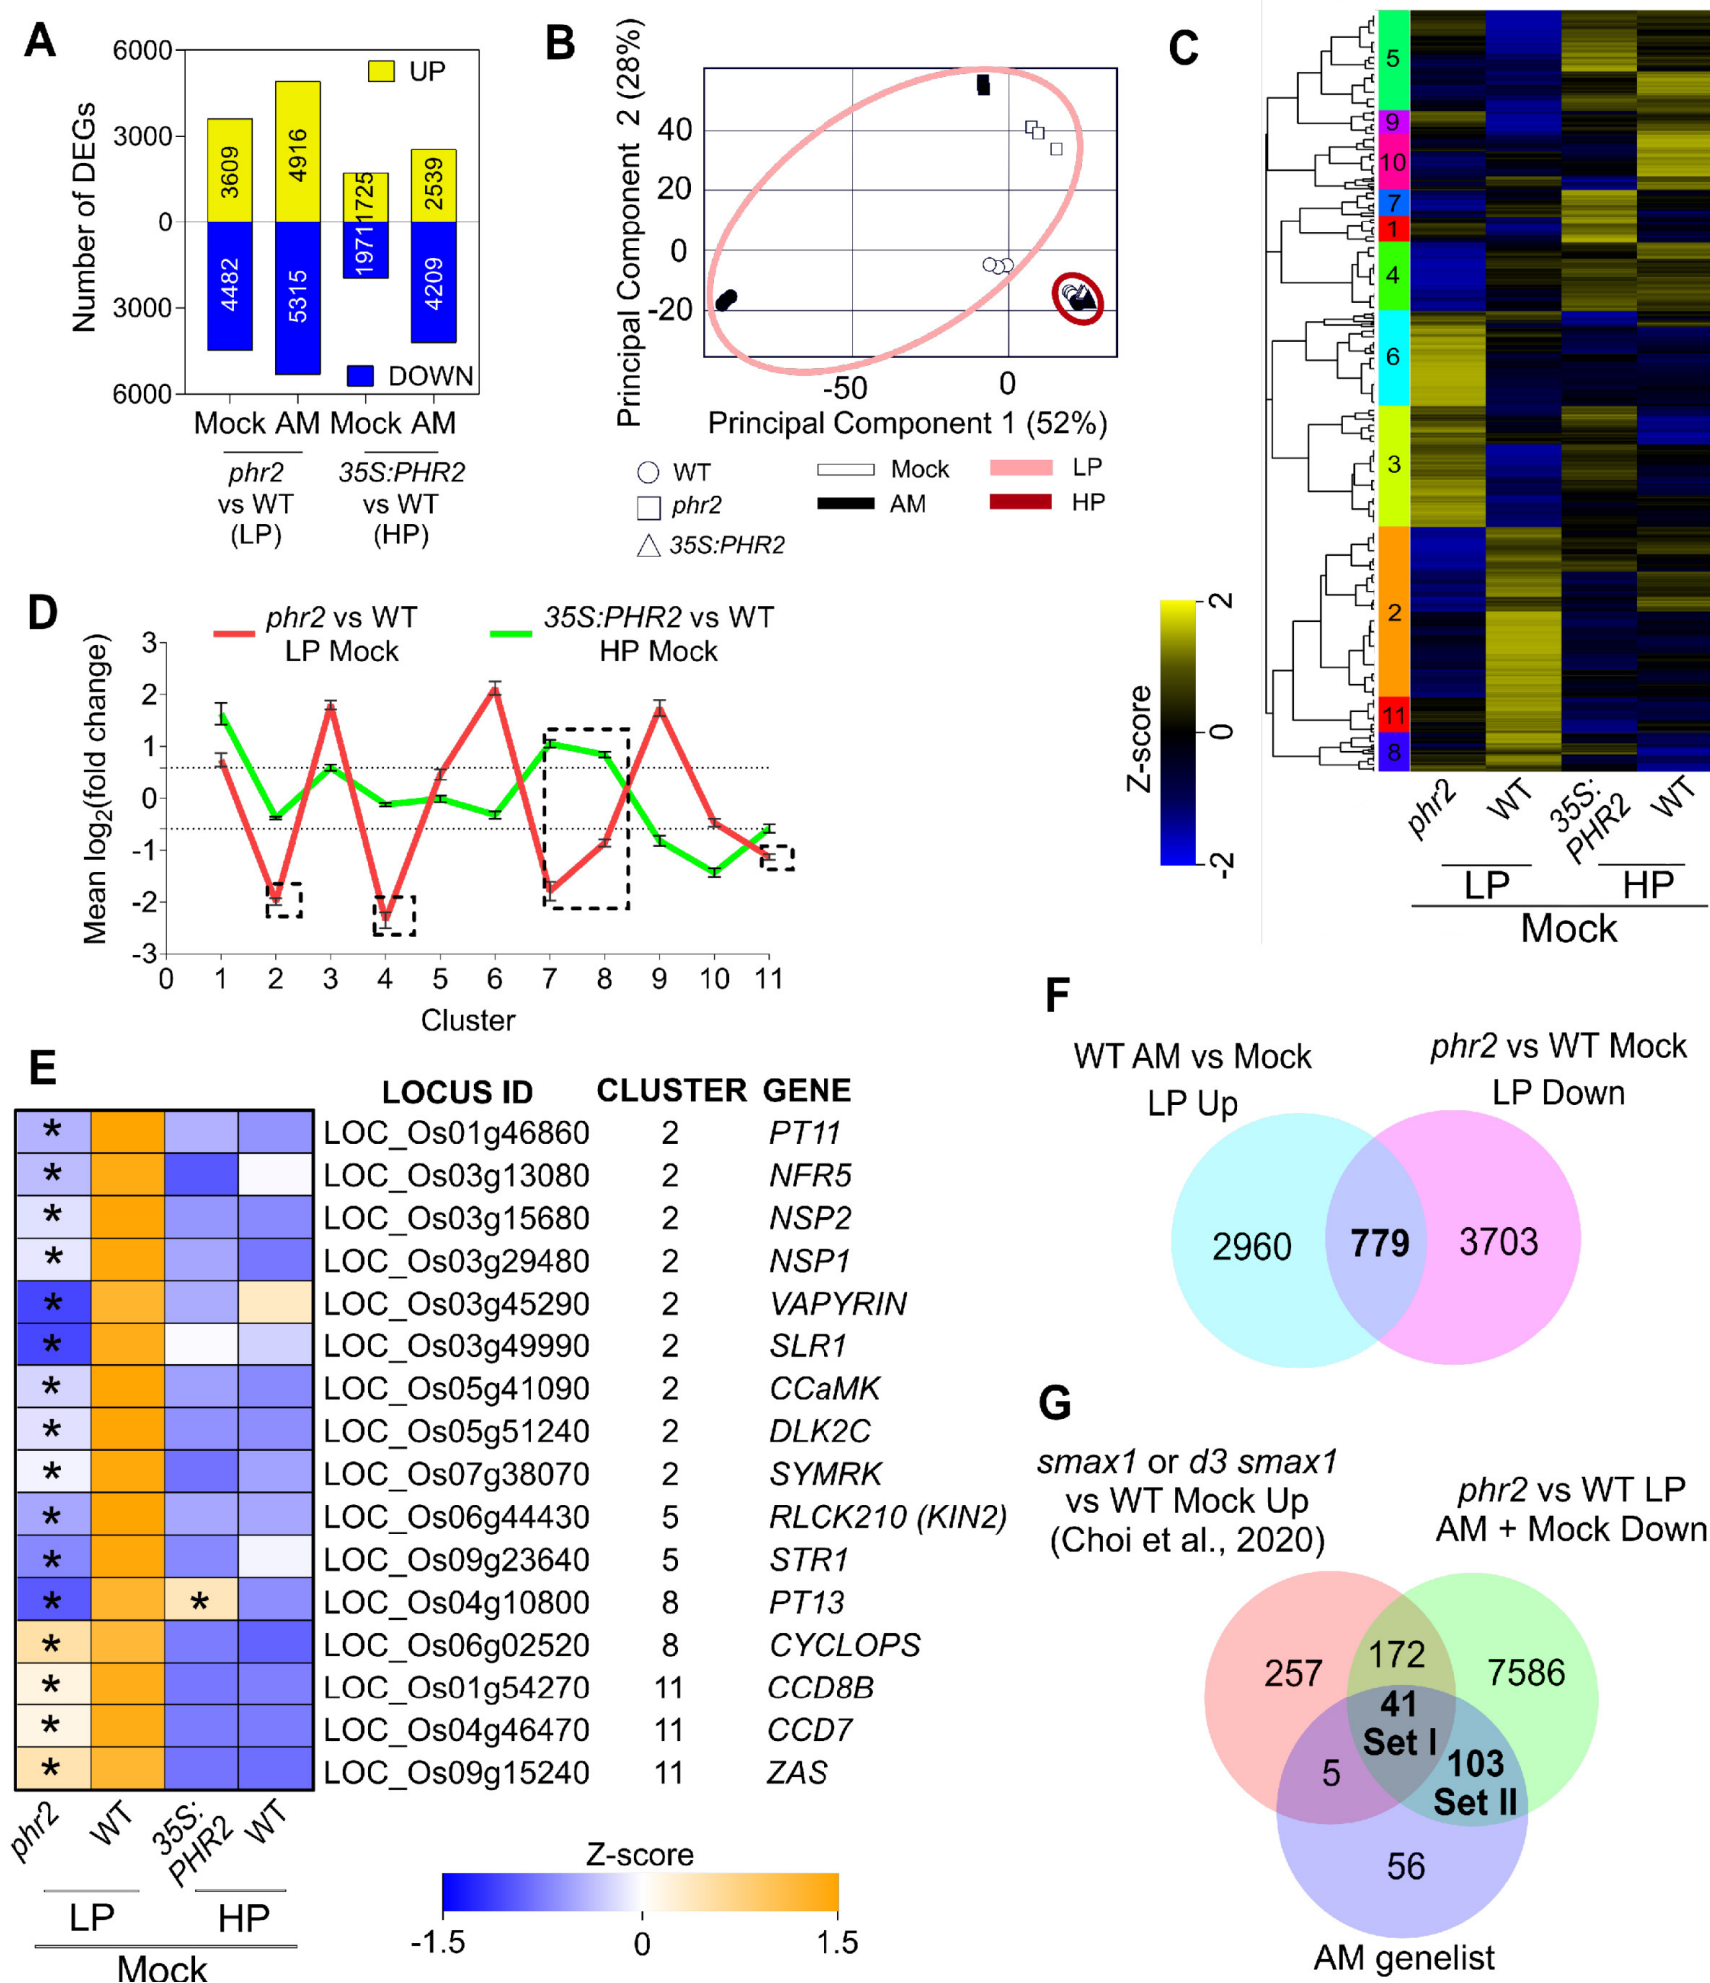 A
6000
3000
0
3000
6000
Number of DEGs
UP
DOWN
3609
4916
1725
2539
4482
5315
1971
4209
Mock AM Mock AM
phr2
vs WT
(LP)
35S:PHR2
vs WT
(HP)
B
Principal Component 2 (28%)
40
20
0
-20
-50
0
Principal Component 1 (52%)
WT
phr2
35S:PHR2
Mock
AM
LP
HP
C
5
9
10
7
1
4
6
3
2
11
8
Z-score
2
0
-2
phr2
WT
35S:
PHR2
WT
LP
HP
Mock
D
phr2 vs WT
LP Mock
35S:PHR2 vs WT
HP Mock
Mean log2(fold change)
3
2
1
0
-1
-2
-3
0 1 2 3 4 5 6 7 8 9 10 11
Cluster
E
LOCUS ID CLUSTER GENE
* LOC_Os01g46860 2 PT11
* LOC_Os03g13080 2 NFR5
* LOC_Os03g15680 2 NSP2
* LOC_Os03g29480 2 NSP1
* LOC_Os03g45290 2 VAPYRIN
* LOC_Os03g49990 2 SLR1
* LOC_Os05g41090 2 CCaMK
* LOC_Os05g51240 2 DLK2C
* LOC_Os07g38070 2 SYMRK
* LOC_Os06g44430 5 RLCK210 (KIN2)
* LOC_Os09g23640 5 STR1
* * LOC_Os04g10800 8 PT13
* LOC_Os06g02520 8 CYCLOPS
* LOC_Os01g54270 11 CCD8B
* LOC_Os04g46470 11 CCD7
* LOC_Os09g15240 11 ZAS
phr2
WT
35S:
PHR2
WT
LP
HP
Mock
Z-score
-1.5
0
1.5
F
WT AM vs Mock
LP Up
phr2 vs WT Mock
LP Down
2960
779
3703
G
smax1 or d3 smax1
vs WT Mock Up
(Choi et al., 2020)
phr2 vs WT LP
AM + Mock Down
257
172
7586
41
Set I
5
103
Set II
56
AM genelist